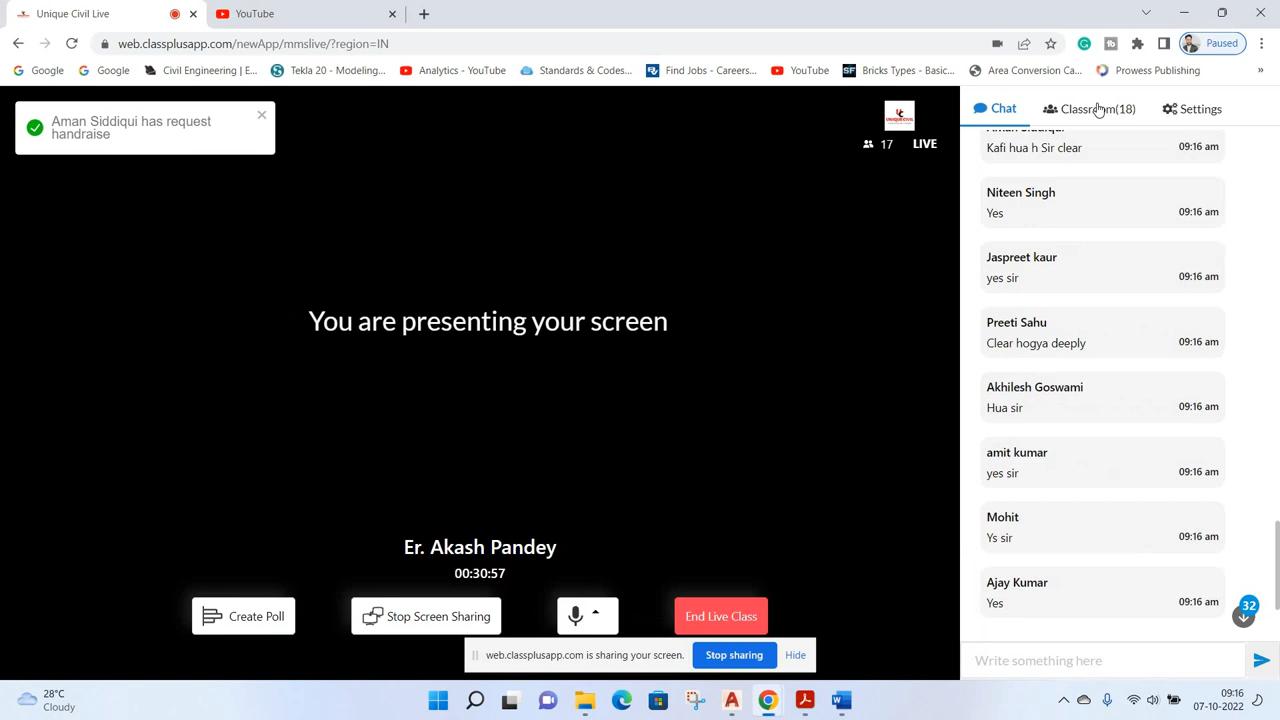 Unique Civil Live
YouTube
web.classplusapp.com/newApp/mmslive/?region=IN
Paused
Google
Google
Civil Engineering | E...
Tekla 20 - Modeling...
Analytics - YouTube
Standards & Codes...
Find Jobs - Careers...
YouTube
Bricks Types - Basic...
Area Conversion Ca...
Prowess Publishing
»
Aman Siddiqui has request
handraise
UNIQUE CIVIL
17 LIVE
You are presenting your screen
Er. Akash Pandey
00:30:57
Create Poll
Stop Screen Sharing
End Live Class
web.classplusapp.com is sharing your screen.
Stop sharing
Hide
Chat
Classroom(18)
Settings
Aman Siddiqui
Kafi hua h Sir clear 09:16 am
Niteen Singh
Yes 09:16 am
Jaspreet kaur
yes sir 09:16 am
Preeti Sahu
Clear hogya deeply 09:16 am
Akhilesh Goswami
Hua sir 09:16 am
amit kumar
yes sir 09:16 am
Mohit
Ys sir 09:16 am
Ajay Kumar
Yes 09:16 am
32
Write something here
28°C
Cloudy
09:16
07-10-2022